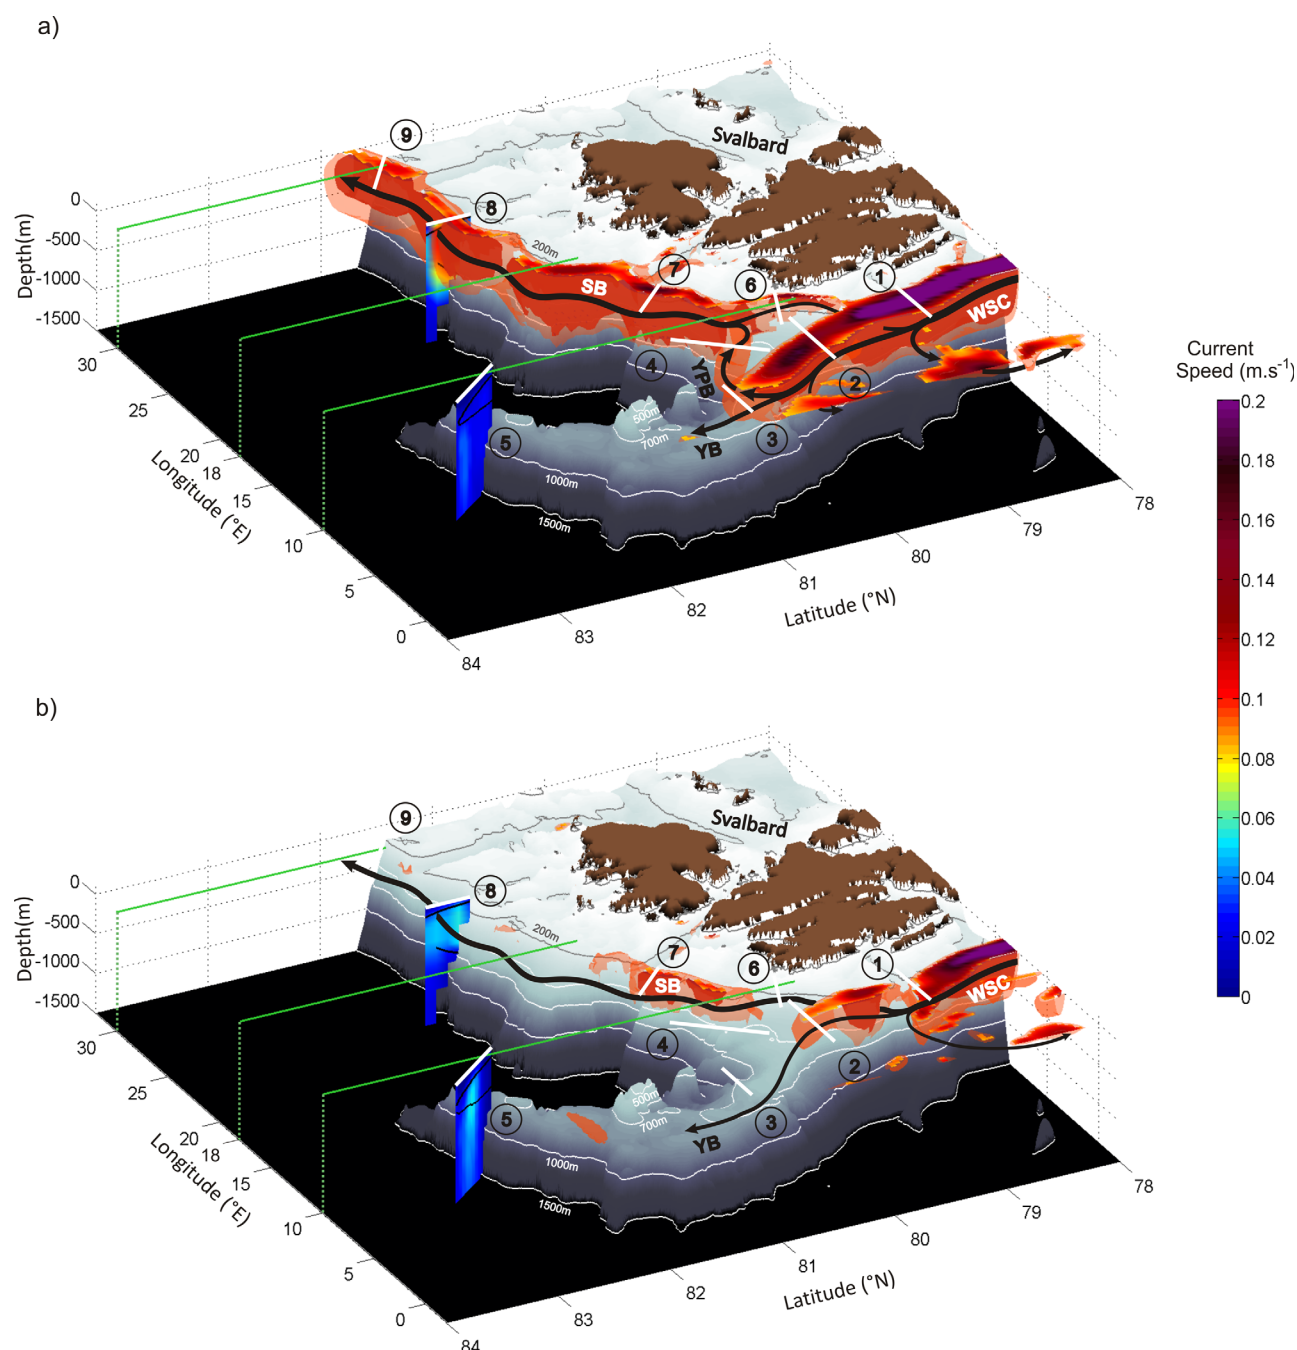 a)
Svalbard
9
8
200m
7
SB
6
1
WSC
0
-500
-1000
-1500
Depth(m)
4
YPB
2
500m
700m
3
YB
5
1000m
1500m
30
25
20
18
15
10
5
0
Longitude (°E)
78
79
80
81
82
83
84
Latitude (°N)
Current
Speed (m.s-1)
0.2
0.18
0.16
0.14
0.12
0.1
0.08
0.06
0.04
0.02
0
b)
Svalbard
9
8
200m
7
SB
6
1
WSC
0
-500
-1000
-1500
Depth(m)
4
2
500m
700m
3
YB
5
1000m
1500m
30
25
20
18
15
10
5
0
Longitude (°E)
78
79
80
81
82
83
84
Latitude (°N)